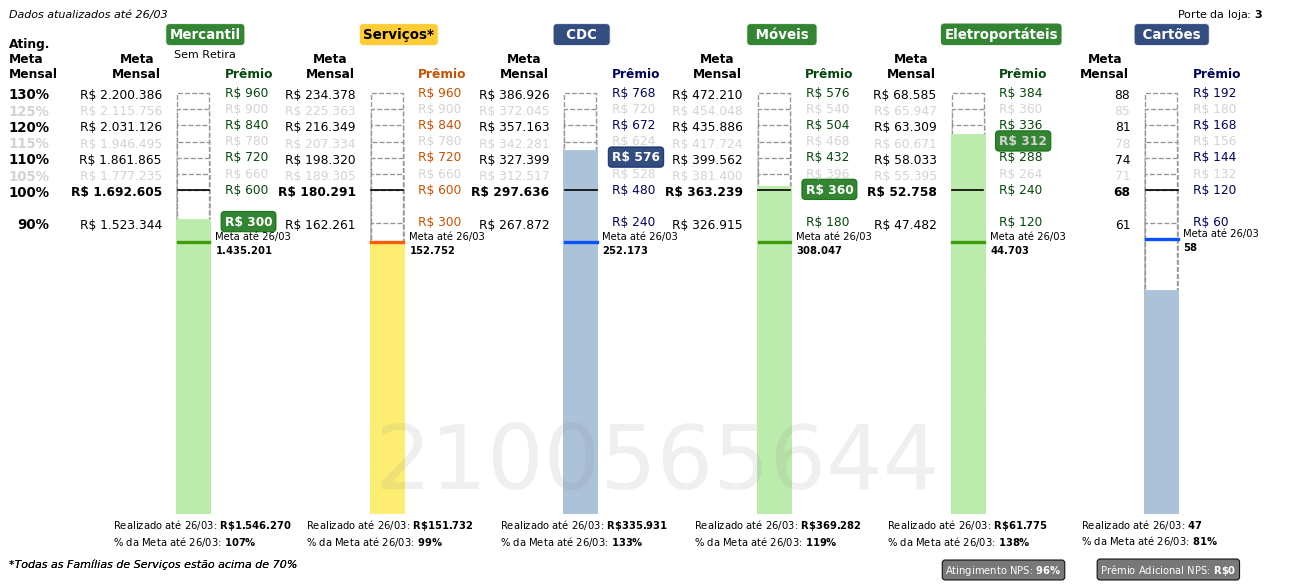 Dados atualizados até 26/03
Porte da loja: 3
Mercantil Serviços* CDC Móveis Eletroportáteis Cartões
Sem Retira
Ating.
Meta
Mensal
Meta Mensal Prêmio Meta Mensal Prêmio Meta Mensal Prêmio Meta Mensal Prêmio Meta Mensal Prêmio Meta Mensal Prêmio
130% R$ 2.200.386 R$ 960 R$ 234.378 R$ 960 R$ 386.926 R$ 768 R$ 472.210 R$ 576 R$ 68.585 R$ 384 88 R$ 192
125% R$ 2.115.756 R$ 900 R$ 225.363 R$ 900 R$ 372.045 R$ 720 R$ 454.048 R$ 540 R$ 65.947 R$ 360 85 R$ 180
120% R$ 2.031.126 R$ 840 R$ 216.349 R$ 840 R$ 357.163 R$ 672 R$ 435.886 R$ 504 R$ 63.309 R$ 336 81 R$ 168
115% R$ 1.946.495 R$ 780 R$ 207.334 R$ 780 R$ 342.281 R$ 624 R$ 417.724 R$ 468 R$ 60.671 R$ 312 78 R$ 156
110% R$ 1.861.865 R$ 720 R$ 198.320 R$ 720 R$ 327.399 R$ 576 R$ 399.562 R$ 432 R$ 58.033 R$ 288 74 R$ 144
105% R$ 1.777.235 R$ 660 R$ 189.305 R$ 660 R$ 312.517 R$ 528 R$ 381.400 R$ 396 R$ 55.395 R$ 264 71 R$ 132
100% R$ 1.692.605 R$ 600 R$ 180.291 R$ 600 R$ 297.636 R$ 480 R$ 363.239 R$ 360 R$ 52.758 R$ 240 68 R$ 120
90% R$ 1.523.344 R$ 300 R$ 162.261 R$ 300 R$ 267.872 R$ 240 R$ 326.915 R$ 180 R$ 47.482 R$ 120 61 R$ 60
Meta até 26/03 Meta até 26/03 Meta até 26/03 Meta até 26/03 Meta até 26/03 Meta até 26/03
1.435.201 152.752 252.173 308.047 44.703 58
2100565644
Realizado até 26/03: R$1.546.270 Realizado até 26/03: R$151.732 Realizado até 26/03: R$335.931 Realizado até 26/03: R$369.282 Realizado até 26/03: R$61.775 Realizado até 26/03: 47
% da Meta até 26/03: 107% % da Meta até 26/03: 99% % da Meta até 26/03: 133% % da Meta até 26/03: 119% % da Meta até 26/03: 138% % da Meta até 26/03: 81%
*Todas as Famílias de Serviços estão acima de 70%
Atingimento NPS: 96% Prêmio Adicional NPS: R$0